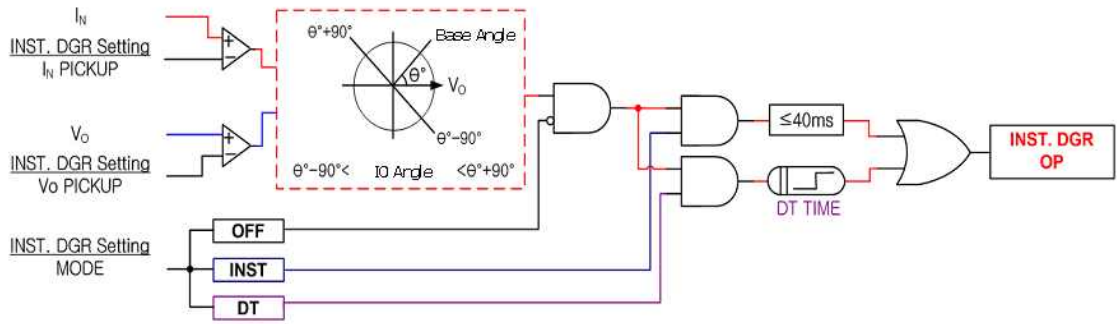 I_N
INST. DGR Setting
I_N PICKUP
V_O
INST. DGR Setting
Vo PICKUP
INST. DGR Setting
MODE
+
−
+
−
θ°+90°
Base Angle
θ°
V_O
θ°−90°
θ°−90°< IO Angle <θ°+90°
OFF
INST
DT
≤40ms
DT TIME
INST. DGR
OP